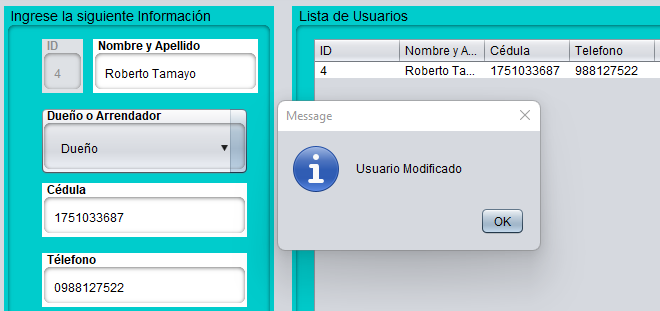 Ingrese la siguiente Información
ID
Nombre y Apellido
4
Roberto Tamayo
Dueño o Arrendador
Dueño
Cédula
1751033687
Télefono
0988127522
Lista de Usuarios
ID Nombre y A... Cédula Telefono
4 Roberto Ta... 1751033687 988127522
Message
Usuario Modificado
OK